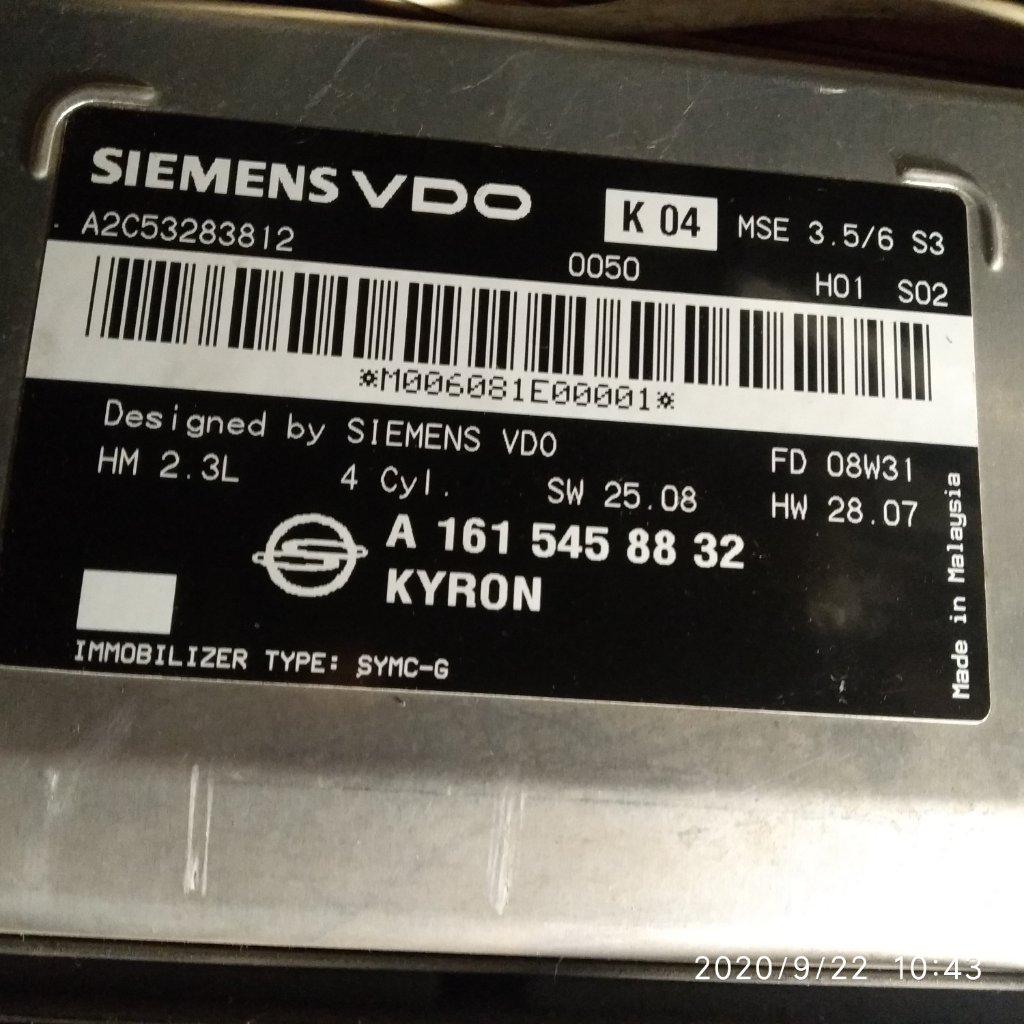 SIEMENS VDO
K 04 MSE 3.5/6 S3
A2C53283812
0050 H01 S02
*M006081E00001*
Designed by SIEMENS VDO FD 08W31
HM 2.3L 4 Cyl. SW 25.08 HW 28.07
A 161 545 88 32
KYRON
IMMOBILIZER TYPE: SYMC-G
Made in Malaysia
2020/9/22 10:43